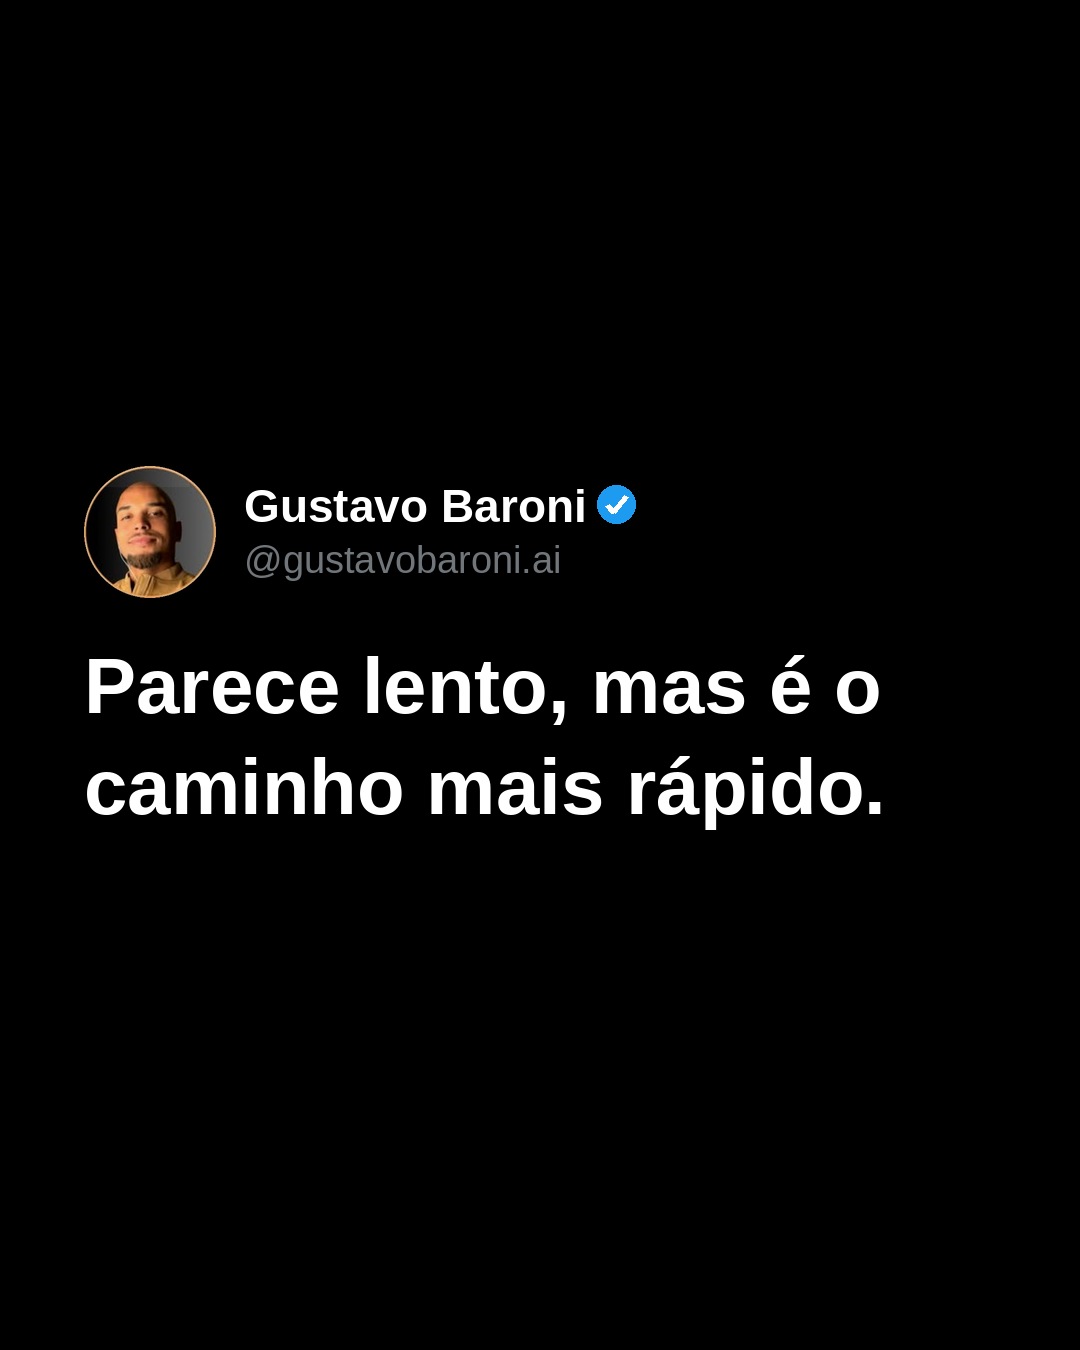 Gustavo Baroni
@gustavobaroni.ai
Parece lento, mas é o
caminho mais rápido.